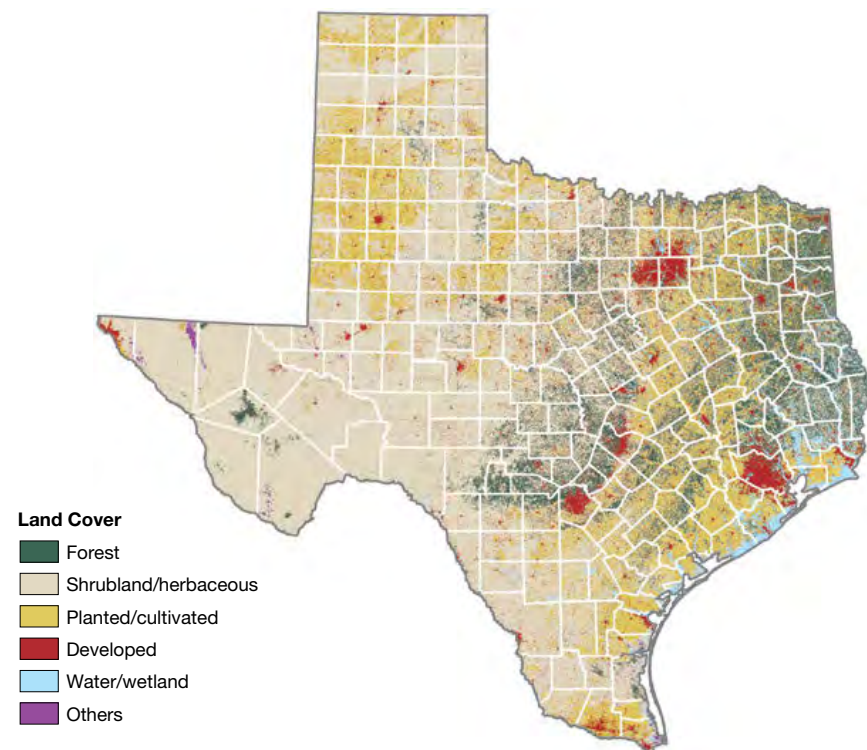 Land Cover
Forest
Shrubland/herbaceous
Planted/cultivated
Developed
Water/wetland
Others